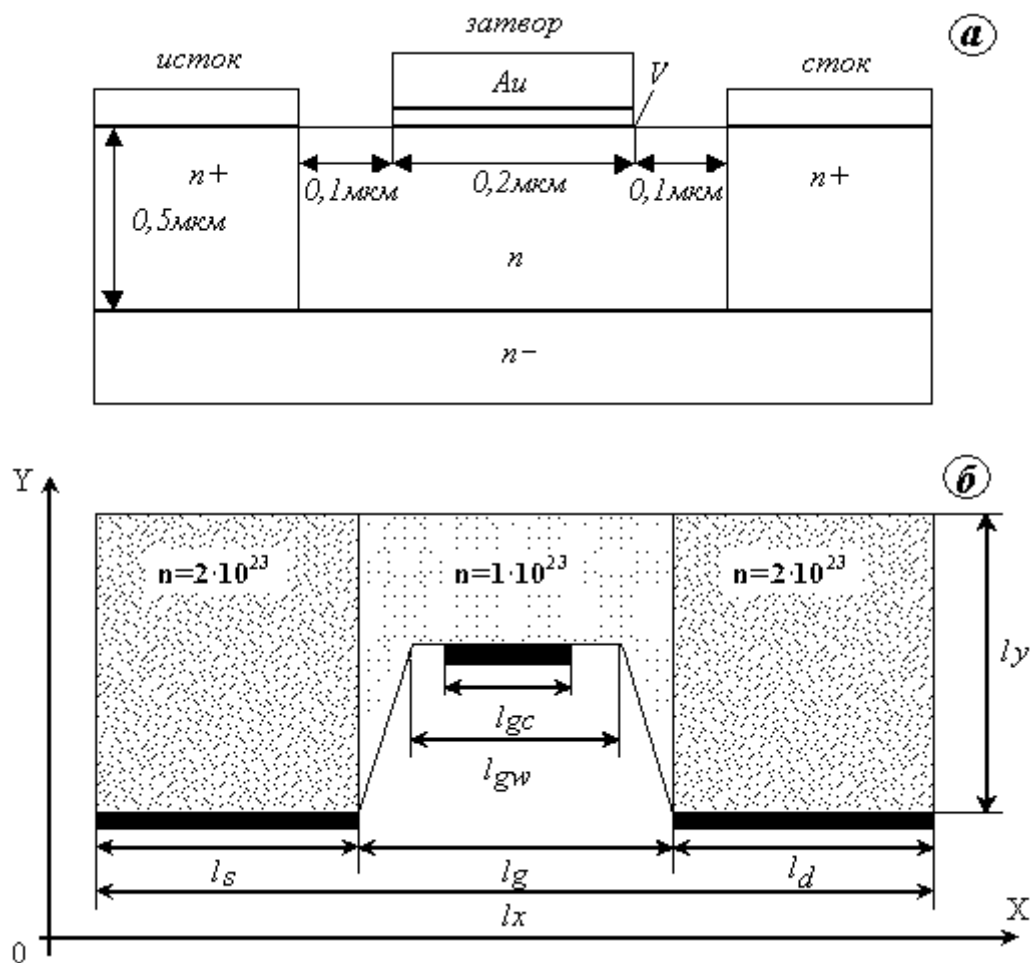 а
затвор
исток
V
сток
Au
n+
n+
0,1мкм
0,2мкм
0,1мкм
0,5мкм
n
n−
Y
б
n=2·10²³
n=1·10²³
n=2·10²³
ly
lgc
lgw
ls
lg
ld
lx
X
0